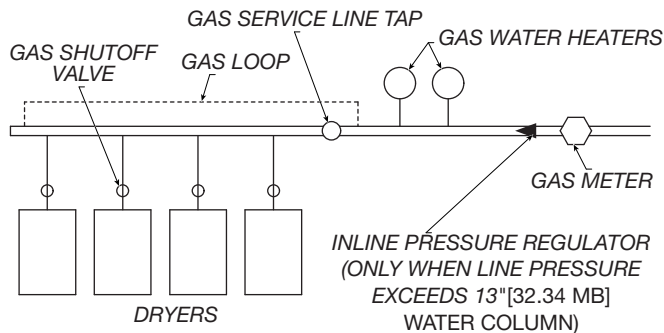 GAS SERVICE LINE TAP
GAS WATER HEATERS
GAS SHUTOFF
VALVE
GAS LOOP
GAS METER
INLINE PRESSURE REGULATOR
(ONLY WHEN LINE PRESSURE
EXCEEDS 13"[32.34 MB]
WATER COLUMN)
DRYERS